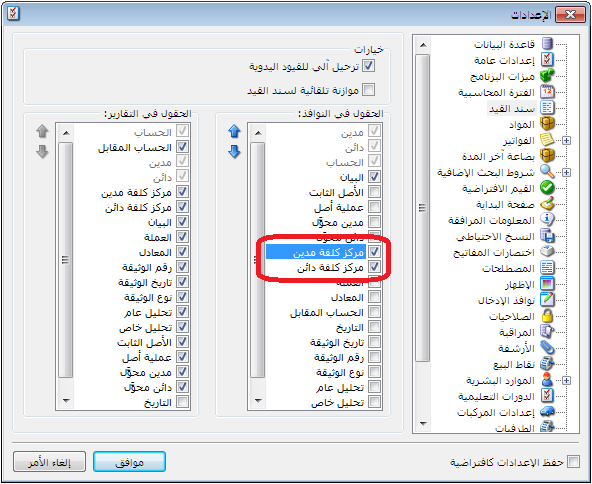 الإعدادات
قاعدة البيانات
إعدادات عامة
ميزات البرنامج
الفترة المحاسبية
سند القيد
المواد
الفواتير
بضاعة آخر المدة
شروط البحث الإضافية
القيم الافتراضية
صفحة البداية
المعلومات المرافقة
النسخ الاحتياطي
اختصارات المفاتيح
المصطلحات
الإظهار
نوافذ الإدخال
الصلاحيات
المراقبة
الأرشفة
نقاط البيع
الموارد البشرية
الدورات التعليمية
إعدادات المركبات
الطرفيات
خيارات
ترحيل آلي للقيود اليدوية
موازنة تلقائية لسند القيد
الحقول في النوافذ:
مدين
دائن
الحساب
البيان
الأصل الثابت
عملية أصل
مدين محوّل
دائن محوّل
مركز كلفة مدين
مركز كلفة دائن
العملة
المعادل
الحساب المقابل
التاريخ
تاريخ الوثيقة
رقم الوثيقة
نوع الوثيقة
تحليل عام
تحليل خاص
الحقول في التقارير:
الحساب
الحساب المقابل
مدين
دائن
مركز كلفة مدين
مركز كلفة دائن
البيان
العملة
المعادل
رقم الوثيقة
تاريخ الوثيقة
نوع الوثيقة
تحليل عام
تحليل خاص
الأصل الثابت
عملية أصل
مدين محوّل
دائن محوّل
التاريخ
حفظ الإعدادات كافتراضية
موافق
إلغاء الأمر